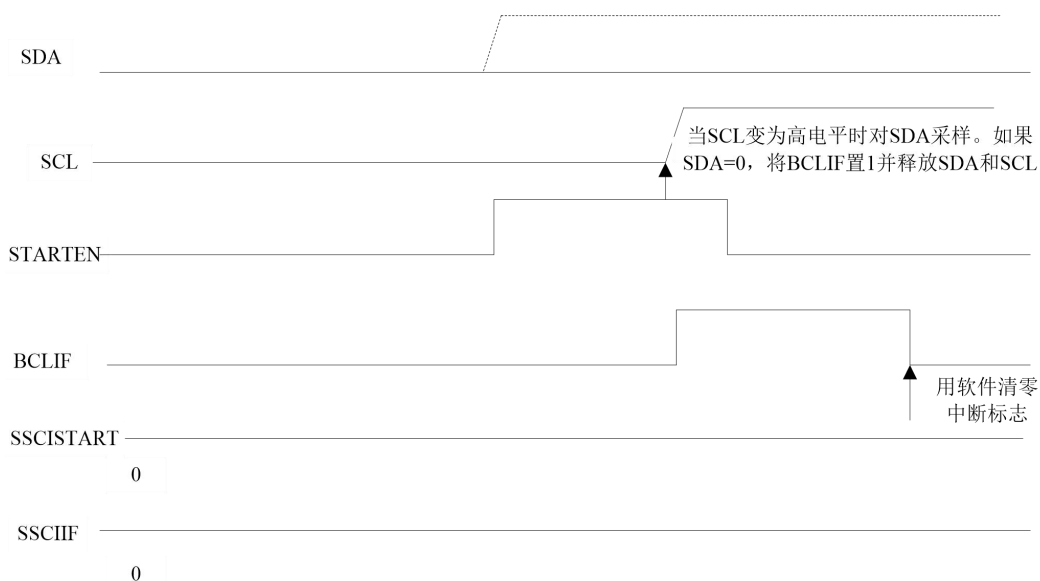 SDA
当SCL变为高电平时对SDA采样。如果
SDA=0，将BCLIF置1并释放SDA和SCL
SCL
STARTEN
BCLIF
用软件清零
中断标志
SSCISTART
0
SSCIIF
0